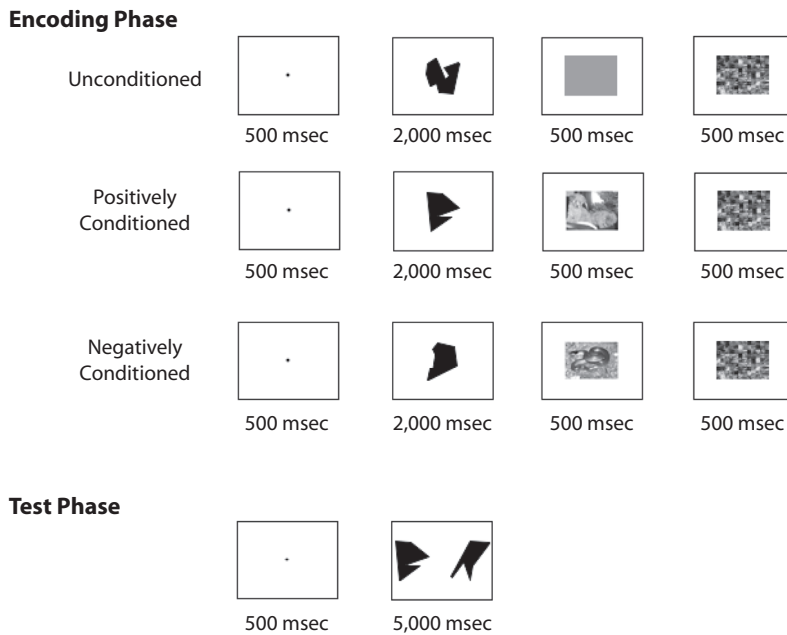 Encoding Phase
Unconditioned
500 msec 2,000 msec 500 msec 500 msec
Positively
Conditioned
500 msec 2,000 msec 500 msec 500 msec
Negatively
Conditioned
500 msec 2,000 msec 500 msec 500 msec
Test Phase
500 msec 5,000 msec